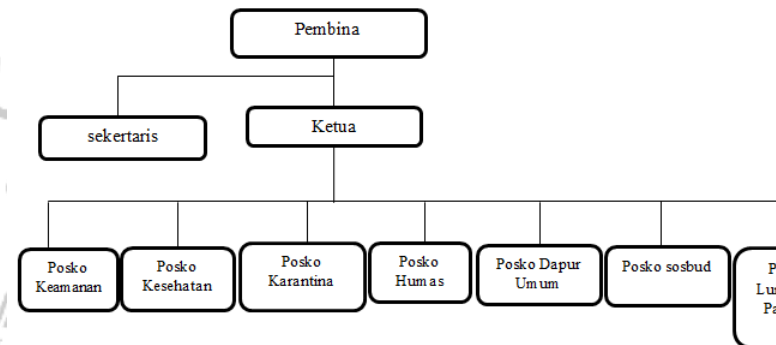 Pembina
sekertaris
Ketua
Posko
Keamanan
Posko
Kesehatan
Posko
Karantina
Posko
Humas
Posko Dapur
Umum
Posko sosbud